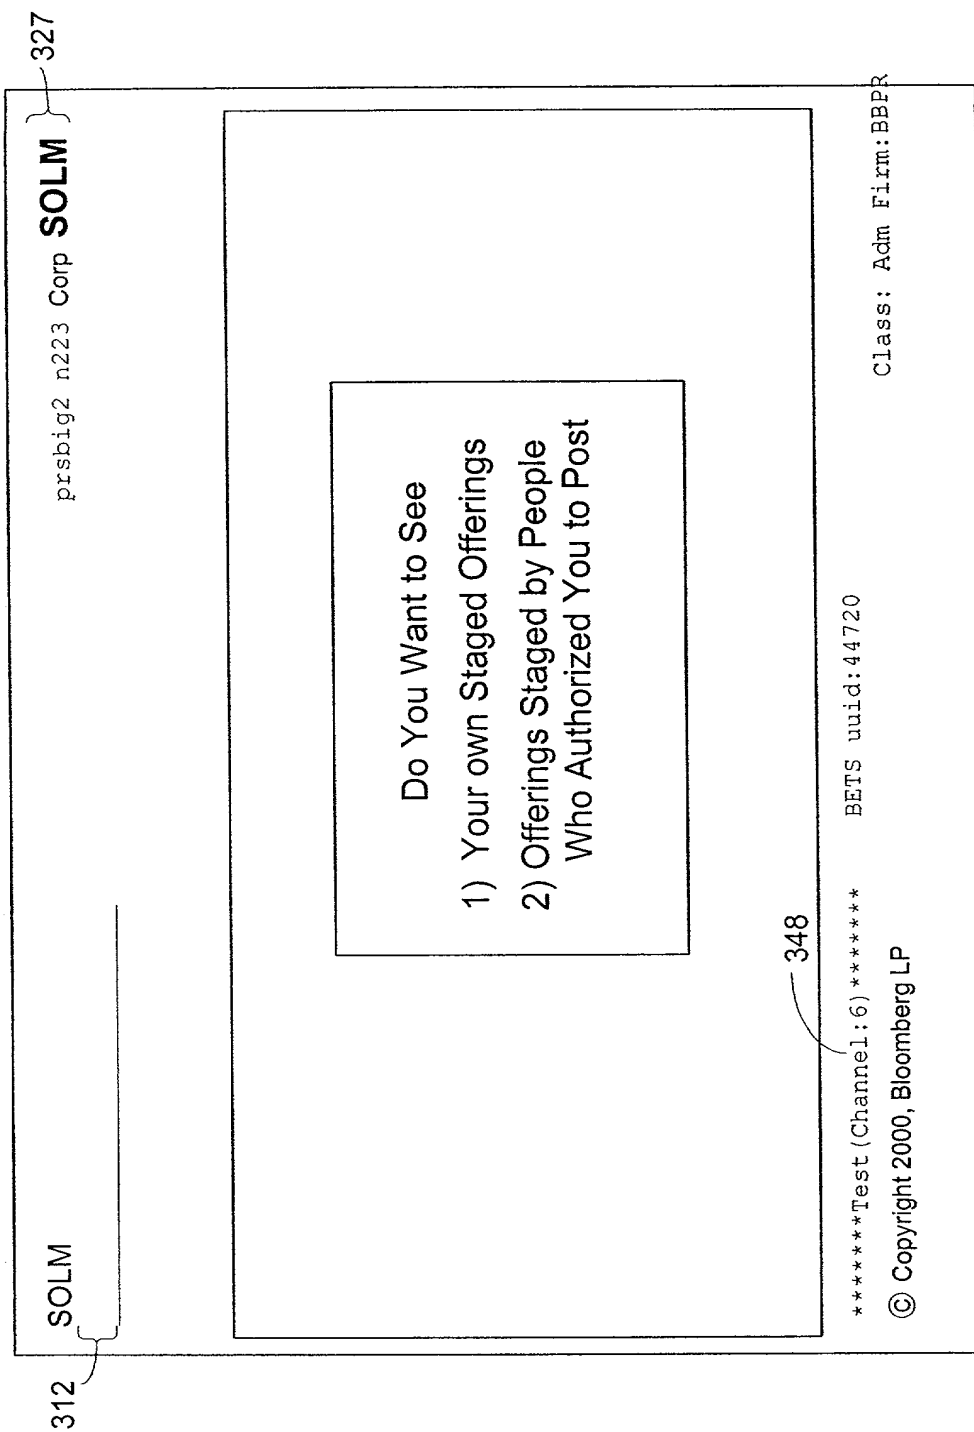 327
SOLM
prsbig2 n223 Corp SOLM
312
Do You Want to See
1) Your own Staged Offerings
2) Offerings Staged by People
Who Authorized You to Post
348
*******Test(Channel:6)******* BETS uuid:44720
Class: Adm Firm:BBPR
© Copyright 2000, Bloomberg LP